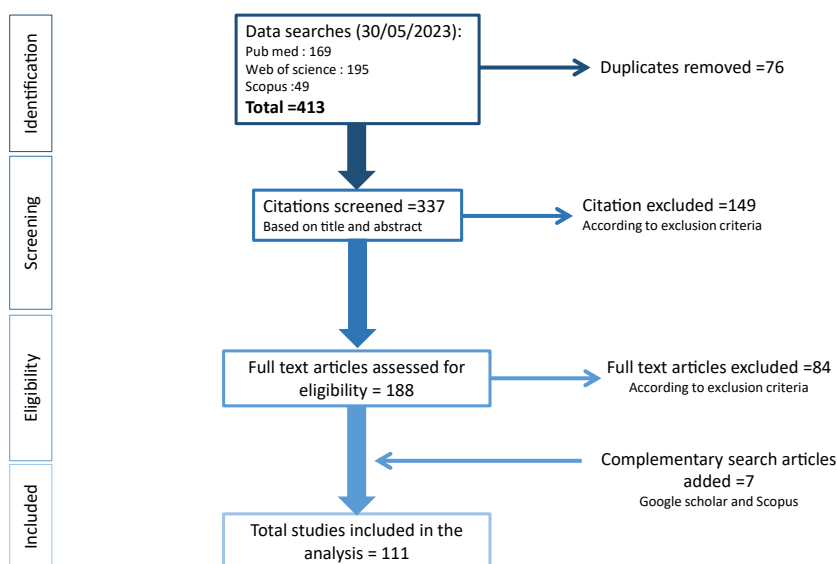 Identification
Data searches (30/05/2023):
Pub med : 169
Web of science : 195
Scopus :49
Total =413
Duplicates removed =76
Screening
Citations screened =337
Based on title and abstract
Citation excluded =149
According to exclusion criteria
Eligibility
Full text articles assessed for
eligibility = 188
Full text articles excluded =84
According to exclusion criteria
Complementary search articles
added =7
Google scholar and Scopus
Included
Total studies included in the
analysis = 111